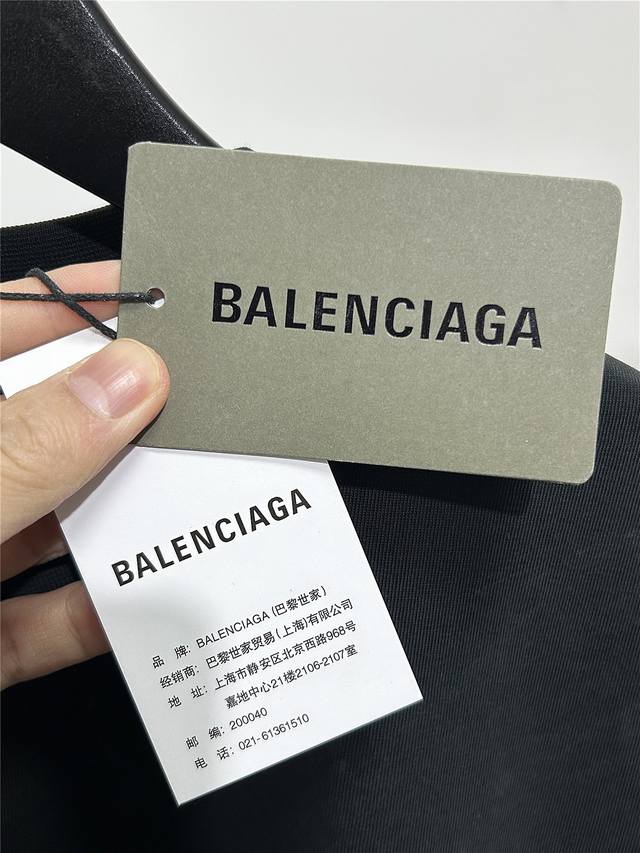 BALENCIAGA
BALENCIAGA
品 牌: BALENCIAGA (巴黎世家)
经销商: 巴黎世家贸易(上海)有限公司
地 址: 上海市静安区北京西路968号
嘉地中心21楼2106-2107室
邮 编: 200040
电 话: 021-61361510